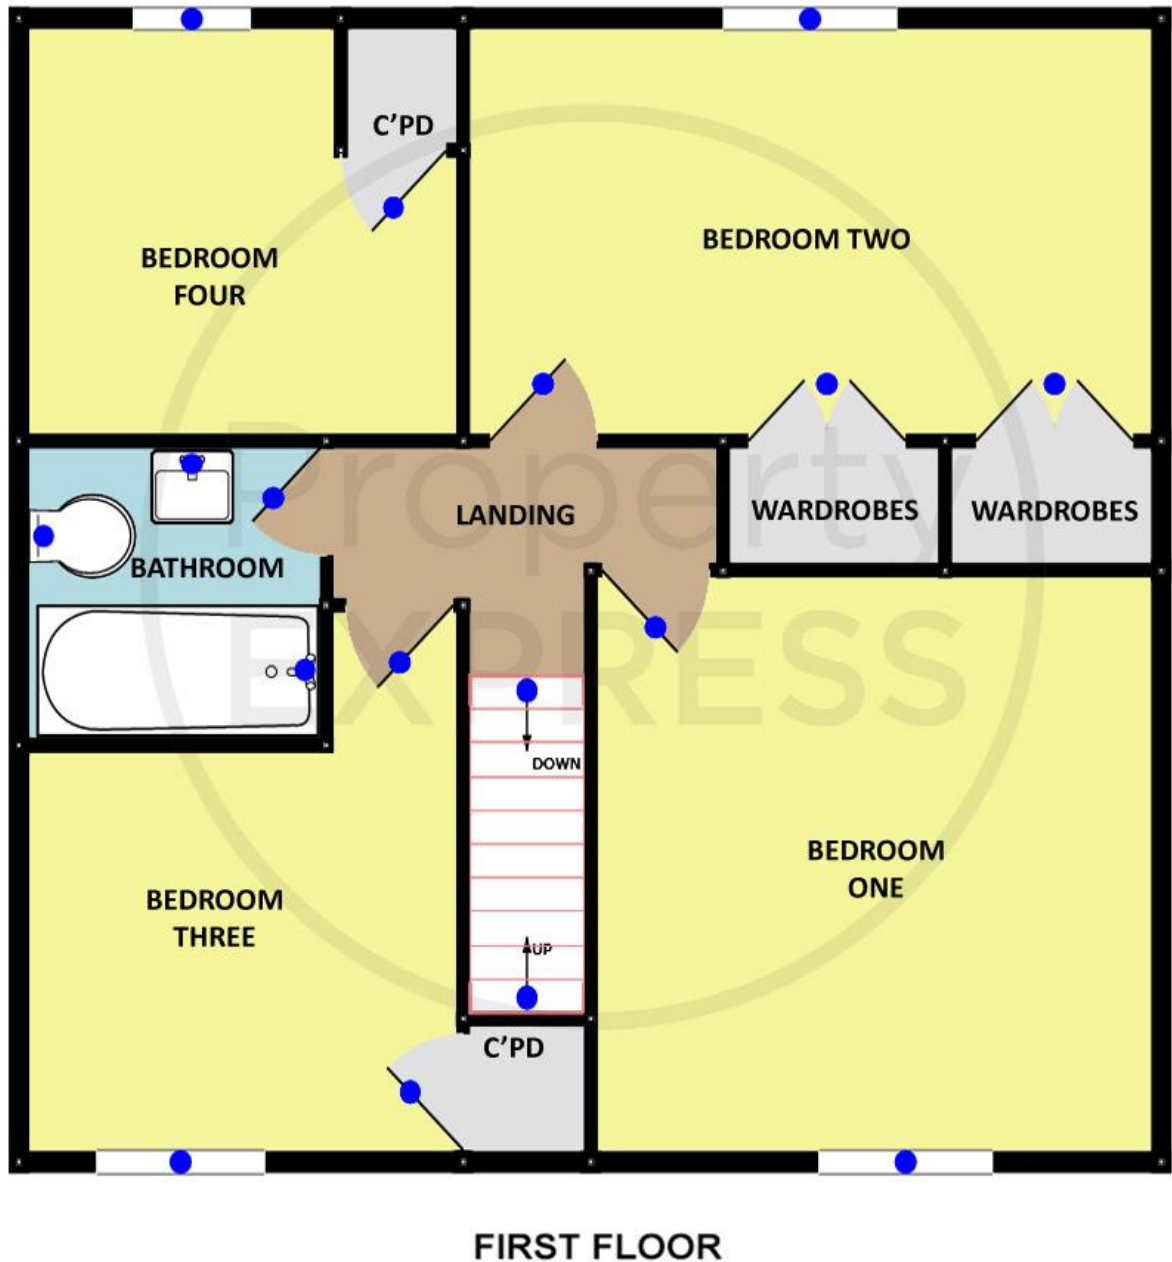 C'PD
BEDROOM TWO
BEDROOM
FOUR
Property
EXPRESS
LANDING
WARDROBES
WARDROBES
BATHROOM
DOWN
BEDROOM
ONE
BEDROOM
THREE
UP
C'PD
FIRST FLOOR